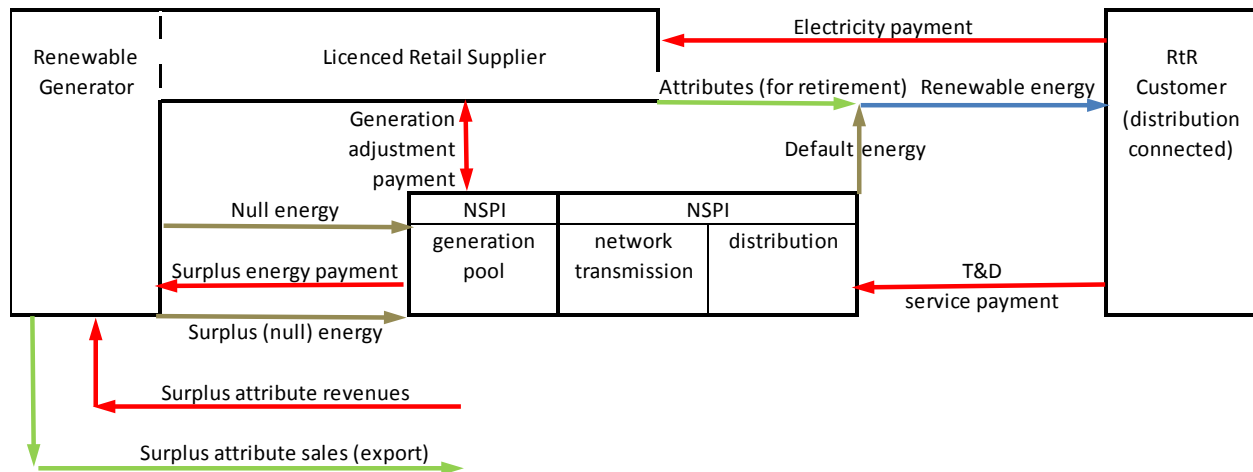 Electricity payment
Renewable
Generator
Licenced Retail Supplier
RtR
Customer
(distribution
connected)
Attributes (for retirement)
Renewable energy
Generation
adjustment
payment
Default energy
Null energy
NSPI
NSPI
generation
pool
network
transmission
distribution
Surplus energy payment
T&D
service payment
Surplus (null) energy
Surplus attribute revenues
Surplus attribute sales (export)